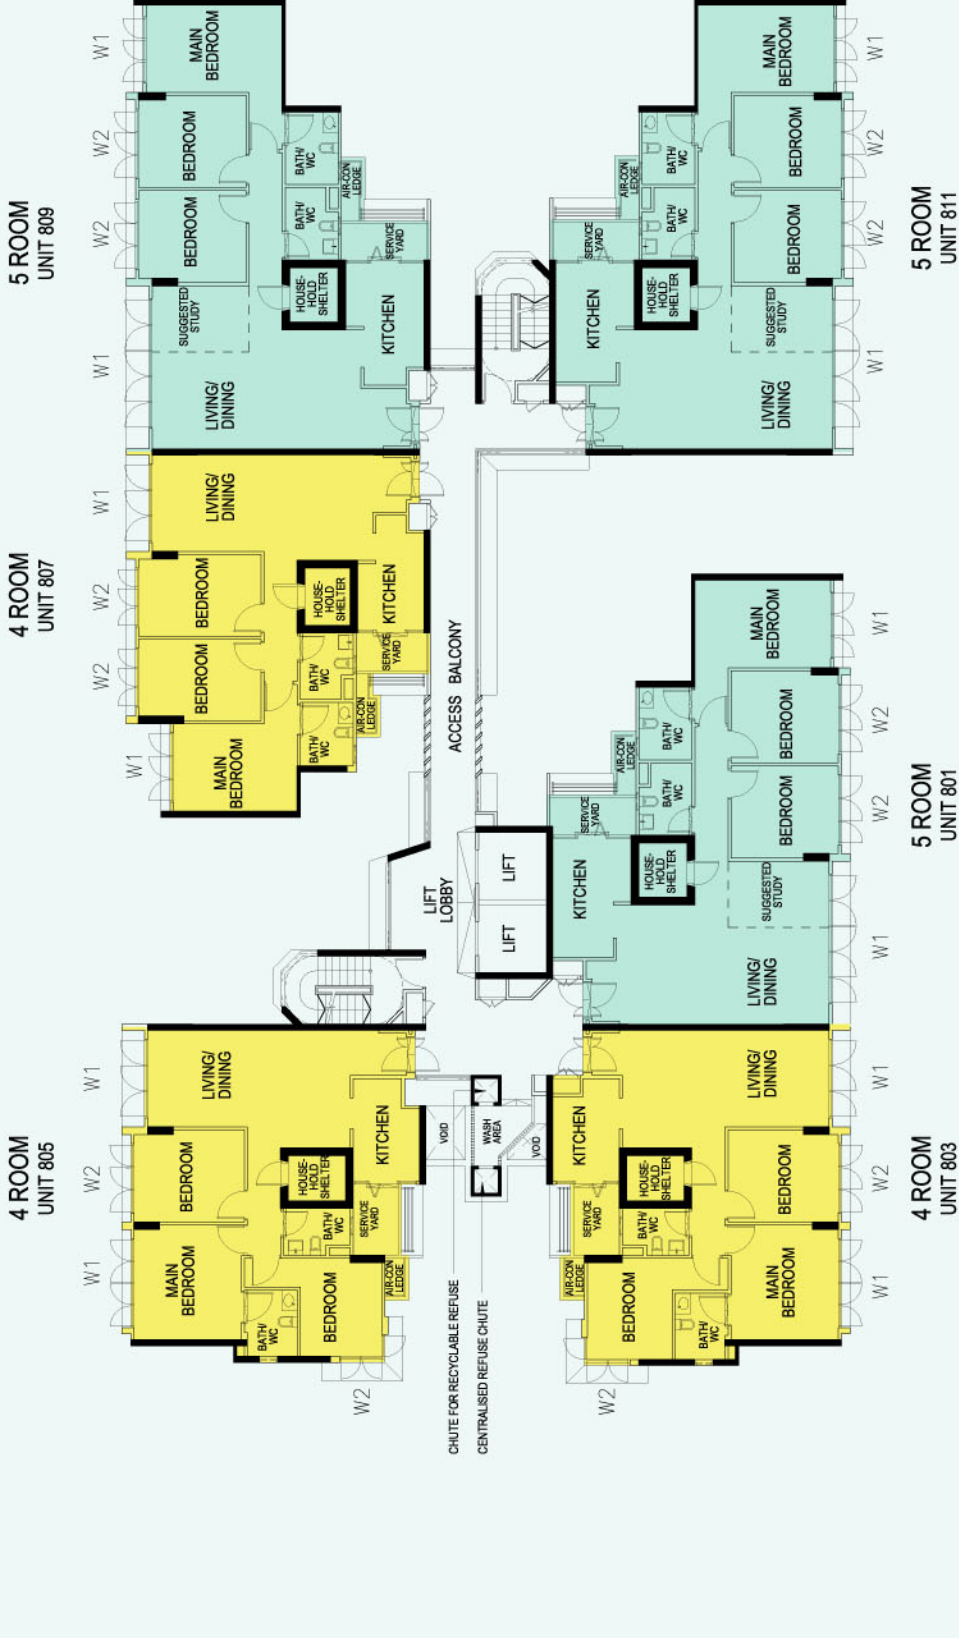 4 ROOM
UNIT 805
W1
W2
W1
MAIN
BEDROOM
BEDROOM
LIVING/
DINING
BATH/
WC
BEDROOM
BATH/
WC
HOUSE-
HOLD
SHELTER
SERVICE
YARD
KITCHEN
AIR-CON
LEDGE
W2
4 ROOM
UNIT 807
W1
W2
W2
W1
MAIN
BEDROOM
BEDROOM
BEDROOM
LIVING/
DINING
BATH/
WC
BATH/
WC
HOUSE-
HOLD
SHELTER
AIR-CON
LEDGE
SERVICE
YARD
KITCHEN
5 ROOM
UNIT 809
W1
W2
W2
W1
LIVING/
DINING
SUGGESTED
STUDY
BEDROOM
BEDROOM
MAIN
BEDROOM
HOUSE-
HOLD
SHELTER
BATH/
WC
BATH/
WC
KITCHEN
SERVICE
YARD
AIR-CON
LEDGE
CHUTE FOR RECYCLABLE REFUSE
CENTRALISED REFUSE CHUTE
VOID
WASH
AREA
VOID
LIFT
LOBBY
LIFT
LIFT
ACCESS BALCONY
W2
AIR-CON
LEDGE
SERVICE
YARD
KITCHEN
BEDROOM
BATH/
WC
HOUSE-
HOLD
SHELTER
BATH/
WC
MAIN
BEDROOM
BEDROOM
LIVING/
DINING
W1
W2
W1
4 ROOM
UNIT 803
KITCHEN
SERVICE
YARD
AIR-CON
LEDGE
HOUSE-
HOLD
SHELTER
BATH/
WC
BATH/
WC
LIVING/
DINING
SUGGESTED
STUDY
BEDROOM
BEDROOM
MAIN
BEDROOM
W1
W2
W2
W1
5 ROOM
UNIT 801
KITCHEN
SERVICE
YARD
AIR-CON
LEDGE
HOUSE-
HOLD
SHELTER
BATH/
WC
BATH/
WC
LIVING/
DINING
SUGGESTED
STUDY
BEDROOM
BEDROOM
MAIN
BEDROOM
W1
W2
W2
W1
5 ROOM
UNIT 811